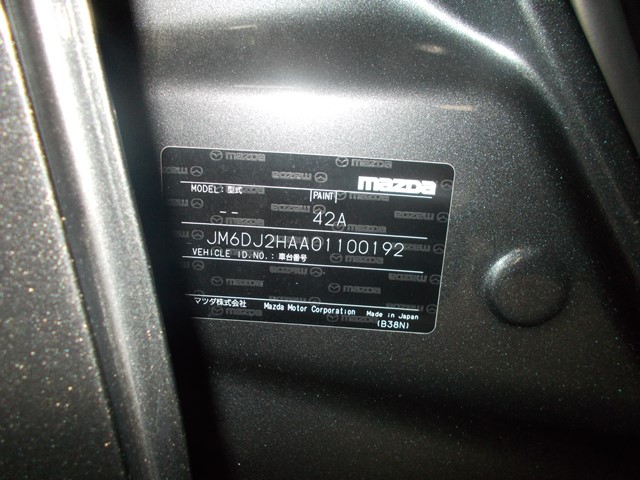 mazda
MODEL:型式 PAINT
-- 42A
JM6DJ2HAA01100192
VEHICLE ID.NO.:車台番号
マツダ株式会社 Mazda Motor Corporation Made in Japan
(B38N)